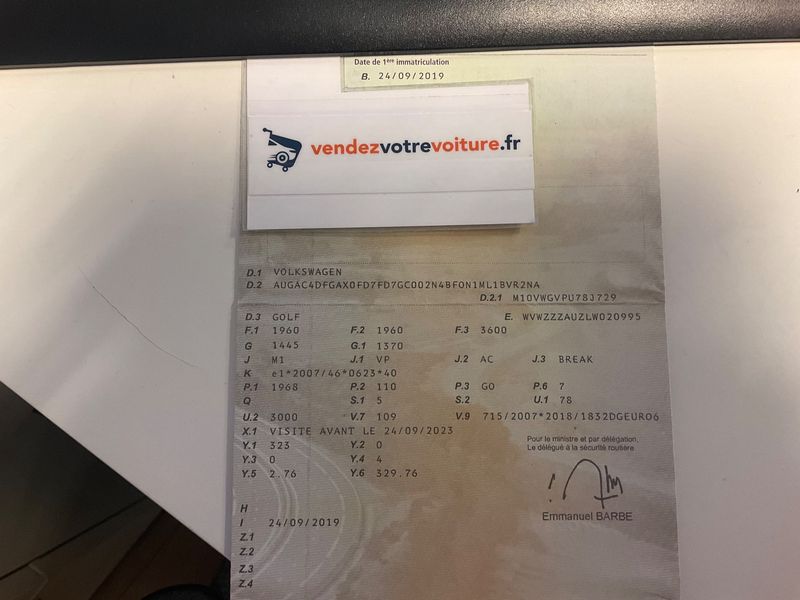 Date de 1ère immatriculation
B. 24/09/2019
vendezvotrevoiture.fr
D.1 VOLKSWAGEN
D.2 AUGAC4DFGAX0FD7FD7GC002N4BFON1ML1BVR2NA
D.2.1 M10VWGVPU783729
D.3 GOLF E. WVWZZZAUZLW020995
F.1 1960 F.2 1960 F.3 3600
G 1445 G.1 1370
J M1 J.1 VP J.2 AC J.3 BREAK
K e1*2007/46*0623*40
P.1 1968 P.2 110 P.3 GO P.6 7
Q S.1 5 S.2 U.1 78
U.2 3000 V.7 109 V.9 715/2007*2018/1832DGEURO6
X.1 VISITE AVANT LE 24/09/2023
Pour le ministre et par délégation,
Le délégué à la sécurité routière
Y.1 323 Y.2 0
Y.3 0 Y.4 4
Y.5 2.76 Y.6 329.76
Emmanuel BARBE
H
I 24/09/2019
Z.1
Z.2
Z.3
Z.4